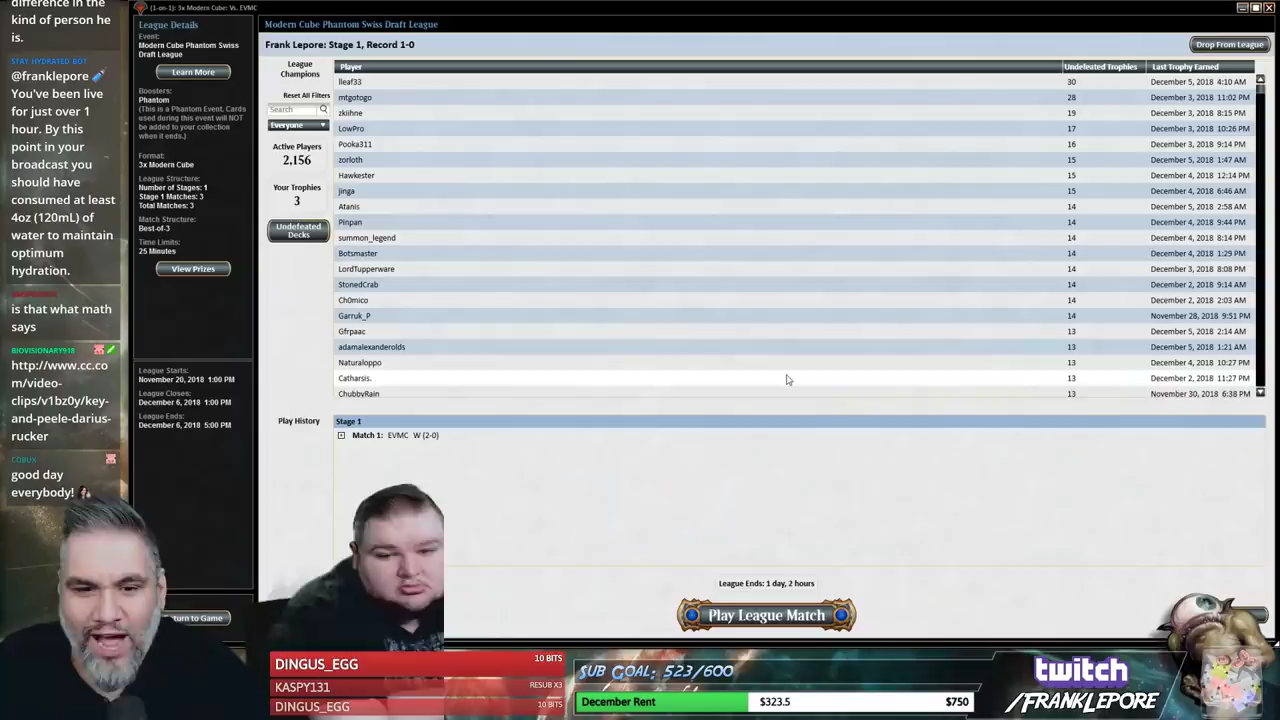 (1-on-1): 3x Modern Cube: Vs. EVMC
difference in the
kind of person he
is.
STAY HYDRATED BOT
@franklepore
You've been live
for just over 1
hour. By this
point in your
broadcast you
should have
consumed at least
4oz (120mL) of
water to maintain
optimum
hydration.
is that what math
says
BIOVISIONARY918
http://www.cc.co
m/video-
clips/v1bz0y/key-
and-peele-darius-
rucker
COBUX
good day
everybody!
League Details
Event:
Modern Cube Phantom Swiss
Draft League
Learn More
Boosters:
Phantom
(This is a Phantom Event. Cards
used during this event will NOT
be added to your collection
when it ends.)
Format:
3x Modern Cube
League Structure:
Number of Stages: 1
Stage 1 Matches: 3
Total Matches: 3
Match Structure:
Best-of-3
Time Limits:
25 Minutes
View Prizes
League Starts:
November 20, 2018 1:00 PM
League Closes:
December 6, 2018 1:00 PM
League Ends:
December 6, 2018 5:00 PM
turn to Game
Modern Cube Phantom Swiss Draft League
Frank Lepore: Stage 1, Record 1-0
Drop From League
League
Champions
Reset All Filters
Search
Everyone
Active Players
2,156
Your Trophies
3
Undefeated
Decks
Player Undefeated Trophies Last Trophy Earned
lleaf33 30 December 5, 2018 4:10 AM
mtgotogo 28 December 3, 2018 11:02 PM
zkiihne 19 December 3, 2018 8:15 PM
LowPro 17 December 3, 2018 10:26 PM
Pooka311 16 December 3, 2018 9:14 PM
zorloth 15 December 5, 2018 1:47 AM
Hawkester 15 December 4, 2018 12:14 PM
jinga 15 December 4, 2018 6:46 AM
Atanis 14 December 5, 2018 2:58 AM
Pinpan 14 December 4, 2018 9:44 PM
summon_legend 14 December 4, 2018 8:14 PM
Botsmaster 14 December 4, 2018 1:29 PM
LordTupperware 14 December 3, 2018 8:08 PM
StonedCrab 14 December 2, 2018 9:14 AM
Ch0mico 14 December 2, 2018 2:03 AM
Garruk_P 14 November 28, 2018 9:51 PM
Gfrpaac 13 December 5, 2018 2:14 AM
adamalexanderolds 13 December 5, 2018 1:21 AM
Naturaloppo 13 December 4, 2018 10:27 PM
Catharsis. 13 December 2, 2018 11:27 PM
ChubbyRain 13 November 30, 2018 6:38 PM
Play History
Stage 1
Match 1: EVMC W (2-0)
League Ends: 1 day, 2 hours
Play League Match
DINGUS_EGG 10 BITS
KASPY131 RESUB X3
DINGUS_EGG 10 BITS
SUB GOAL: 523/600
December Rent $323.5 $750
twitch
/FRANKLEPORE